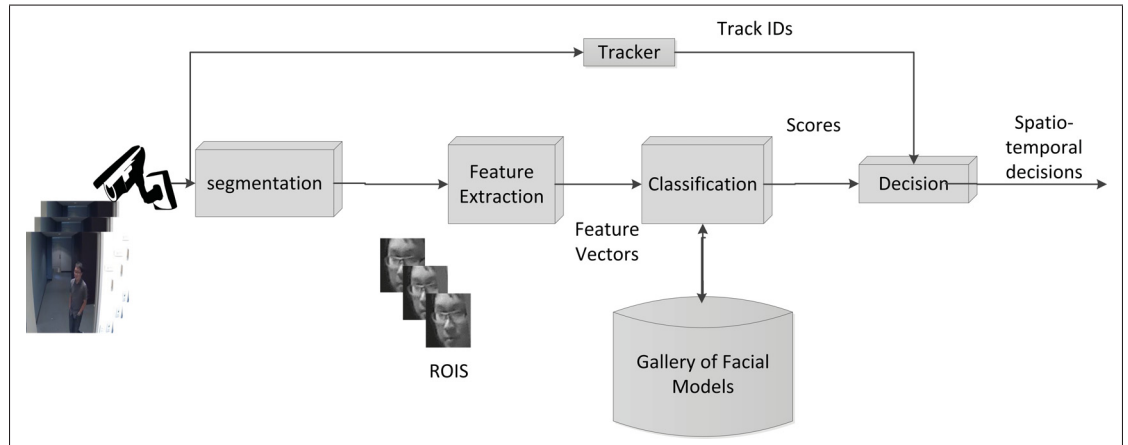 Track IDs
Tracker
Scores
Spatio-
temporal
decisions
segmentation
Feature
Extraction
Classification
Decision
Feature
Vectors
ROIS
Gallery of Facial
Models